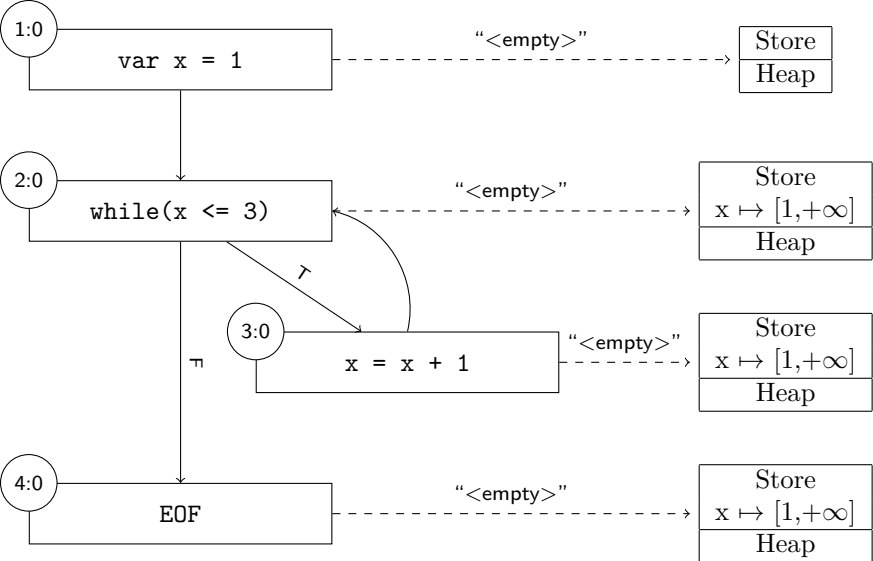 1:0
var x = 1
“<empty>”
Store
Heap
2:0
while(x <= 3)
“<empty>”
Store
x ↦ [1,+∞]
Heap
T
3:0
x = x + 1
“<empty>”
Store
x ↦ [1,+∞]
Heap
F
4:0
EOF
“<empty>”
Store
x ↦ [1,+∞]
Heap